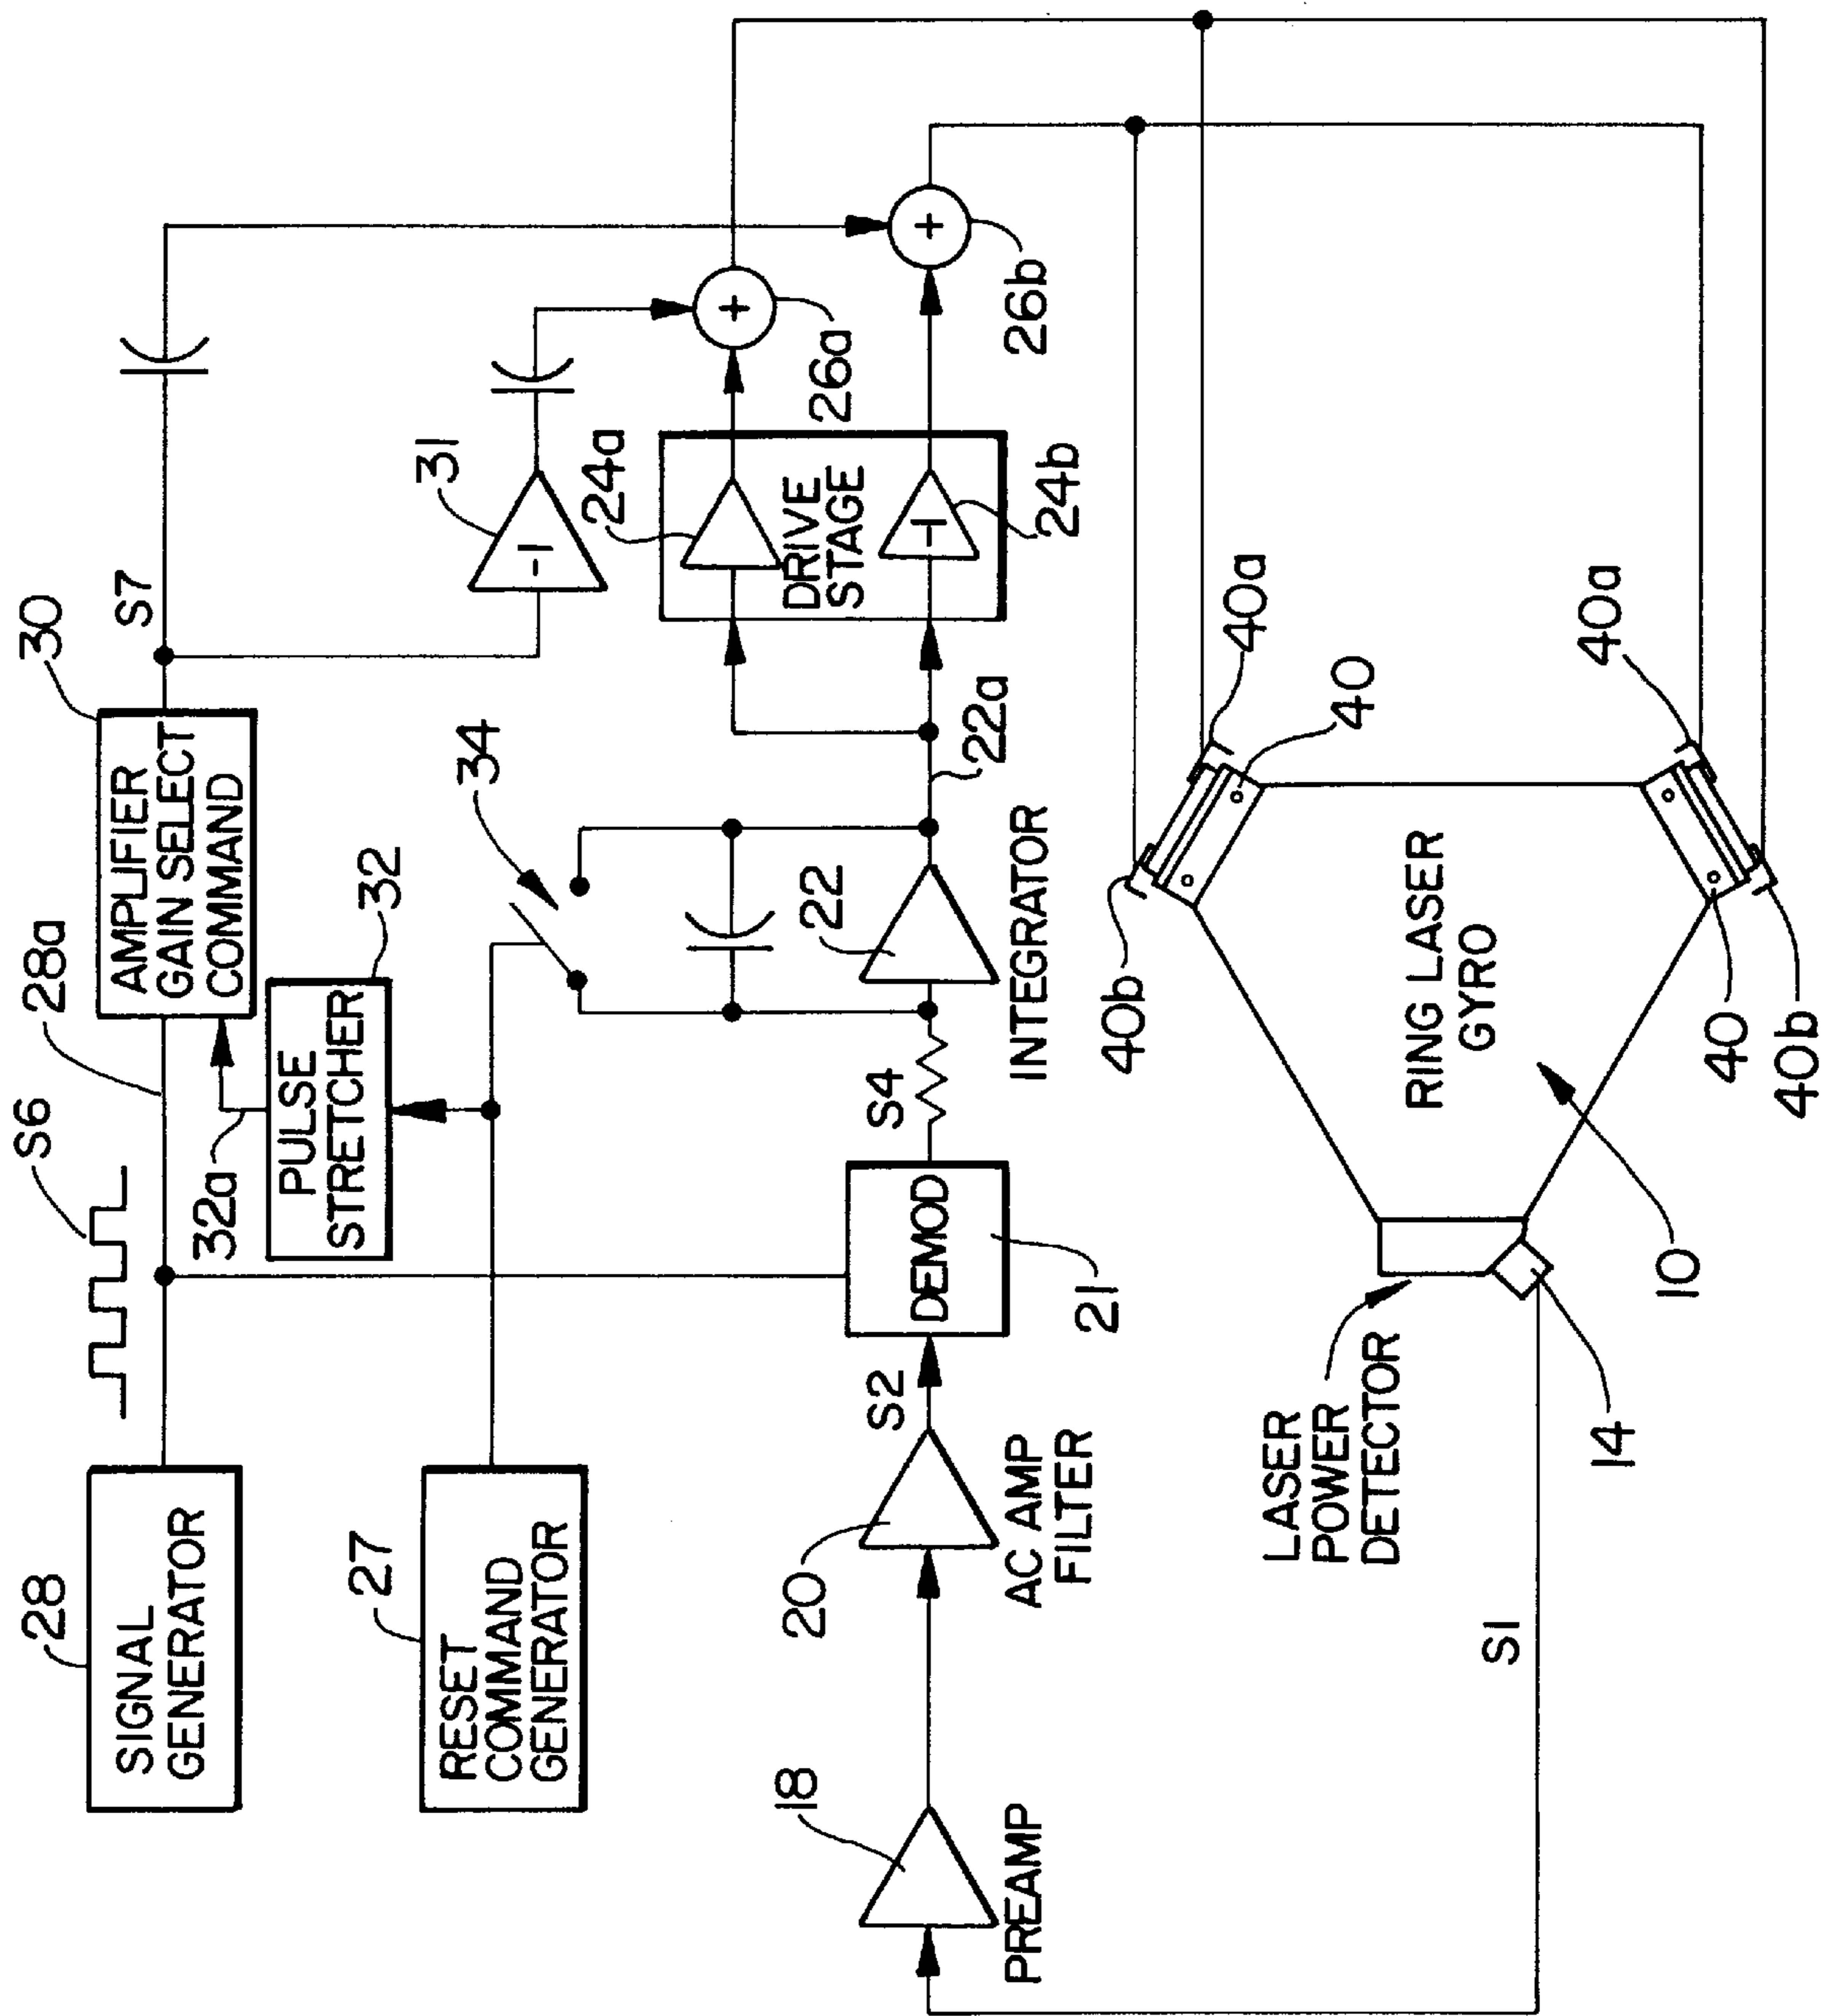 28
SIGNAL
GENERATOR
S6
28a
30
AMPLIFIER
GAIN SELECT
COMMAND
S7
32a
PULSE
STRETCHER
32
27
RESET
COMMAND
GENERATOR
34
31
-1
24a
26a
+
DRIVE
STAGE
-1
24b
+
26b
18
PREAMP
20
AC AMP
FILTER
S2
DEMOD
21
S4
22
INTEGRATOR
22a
S1
LASER
POWER
DETECTOR
14
10
RING LASER
GYRO
40b
40a
40
40
40b
40a